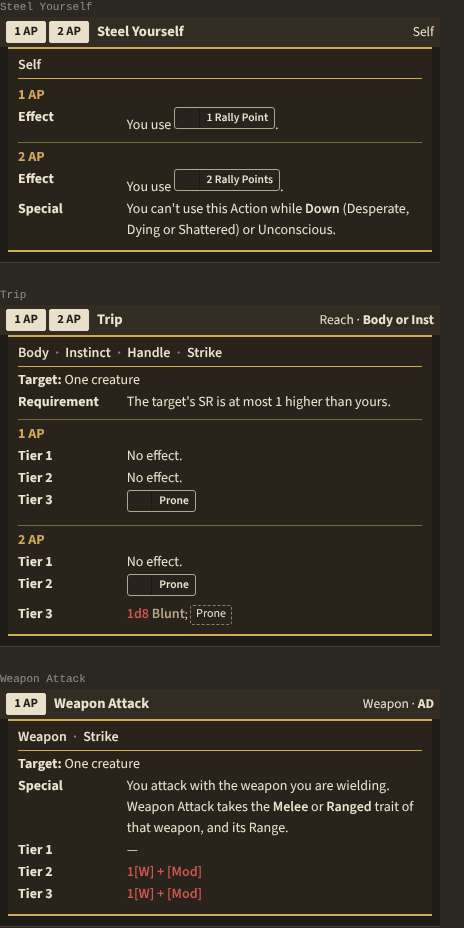 Steel Yourself
1 AP 2 AP Steel Yourself Self
Self
1 AP
Effect You use 1 Rally Point.
2 AP
Effect You use 2 Rally Points.
Special You can't use this Action while Down (Desperate,
Dying or Shattered) or Unconscious.
Trip
1 AP 2 AP Trip Reach · Body or Inst
Body · Instinct · Handle · Strike
Target: One creature
Requirement The target's SR is at most 1 higher than yours.
1 AP
Tier 1 No effect.
Tier 2 No effect.
Tier 3 Prone
2 AP
Tier 1 No effect.
Tier 2 Prone
Tier 3 1d8 Blunt; Prone
Weapon Attack
1 AP Weapon Attack Weapon · AD
Weapon · Strike
Target: One creature
Special You attack with the weapon you are wielding.
Weapon Attack takes the Melee or Ranged trait of
that weapon, and its Range.
Tier 1 —
Tier 2 1[W] + [Mod]
Tier 3 1[W] + [Mod]